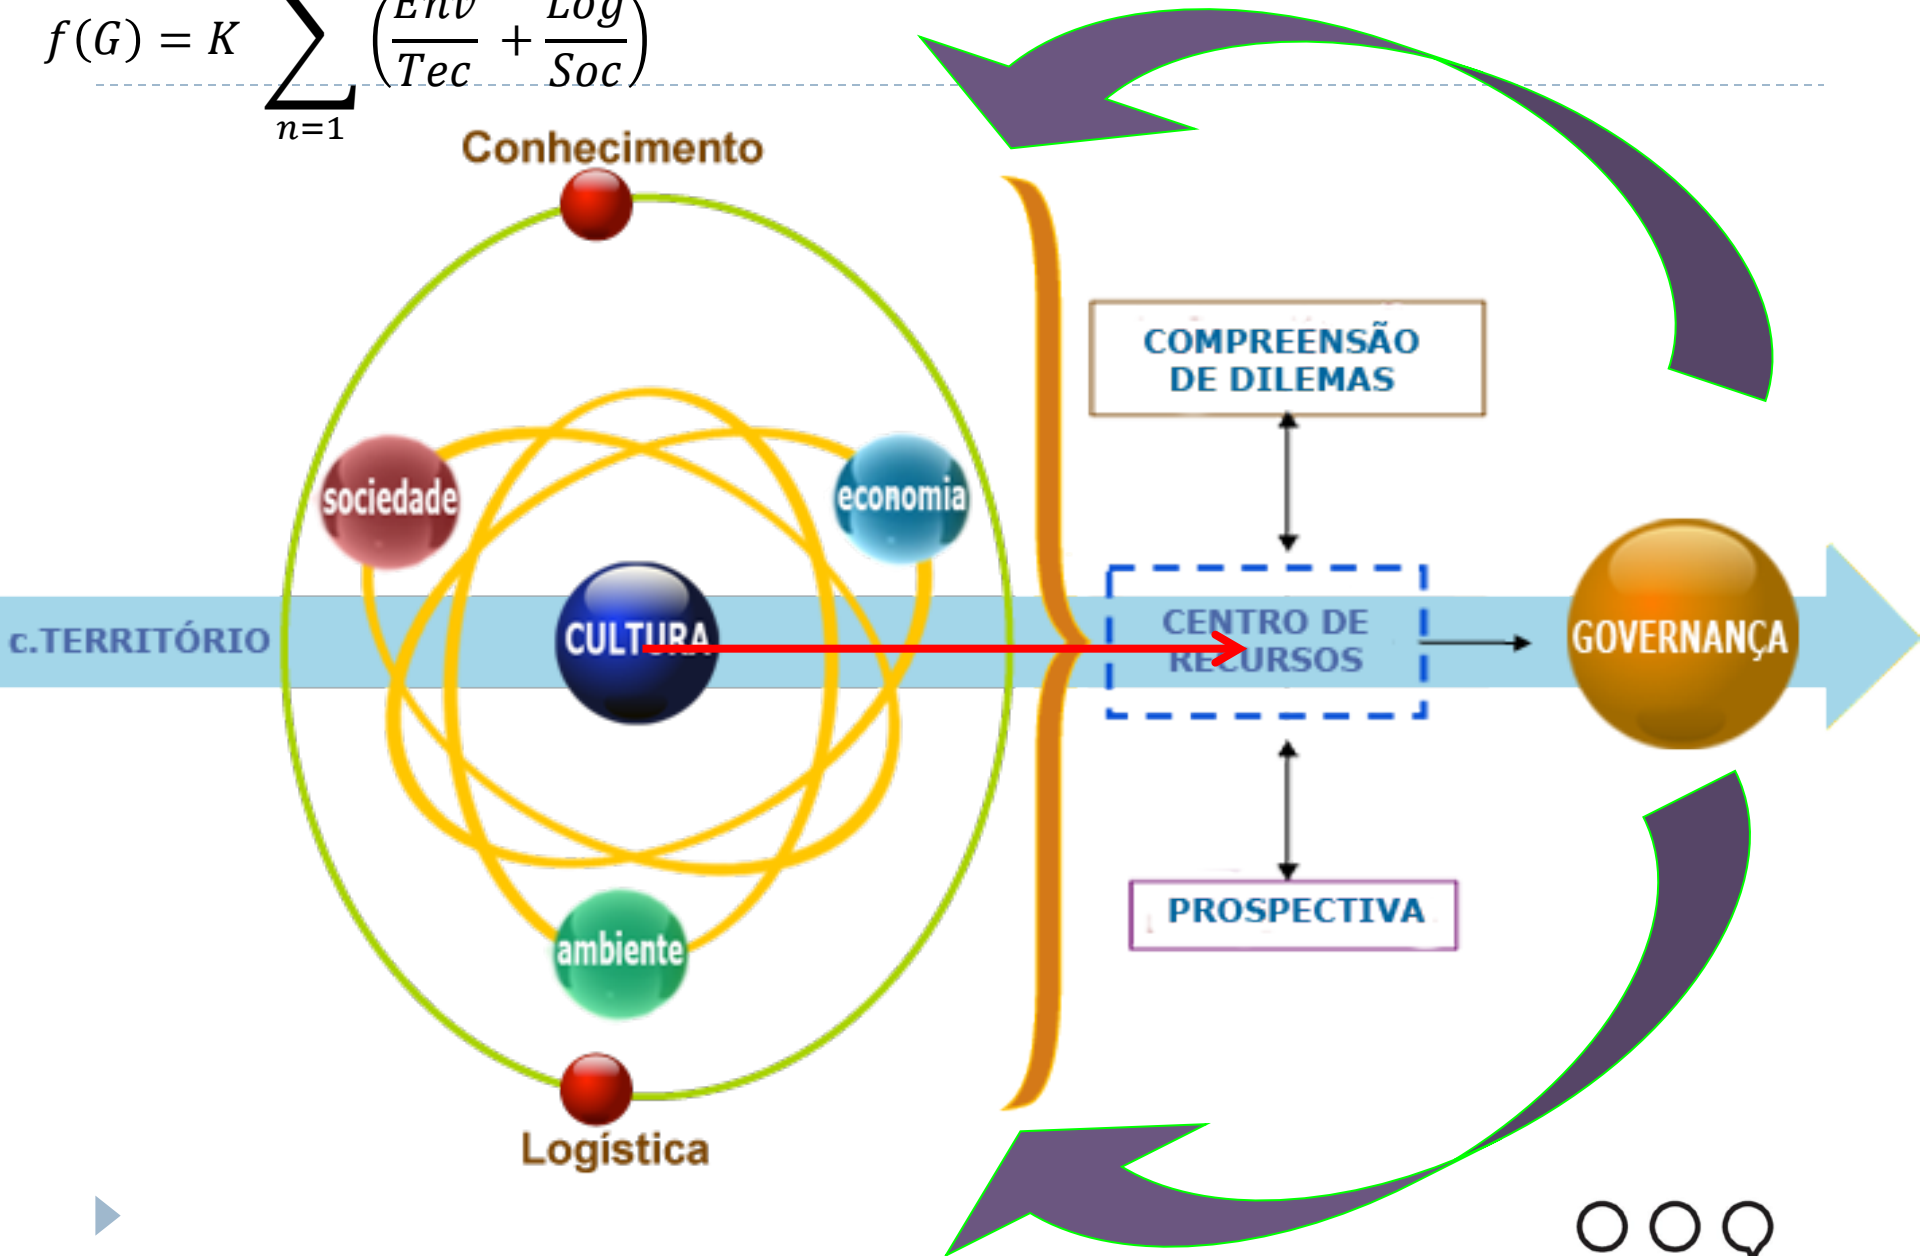 f(G) = K ∑ n=1 (Env/Tec + Log/Soc)
Conhecimento
COMPREENSÃO
DE DILEMAS
sociedade
economia
c.TERRITÓRIO
CULTURA
CENTRO DE
RECURSOS
GOVERNANÇA
PROSPECTIVA
ambiente
Logística